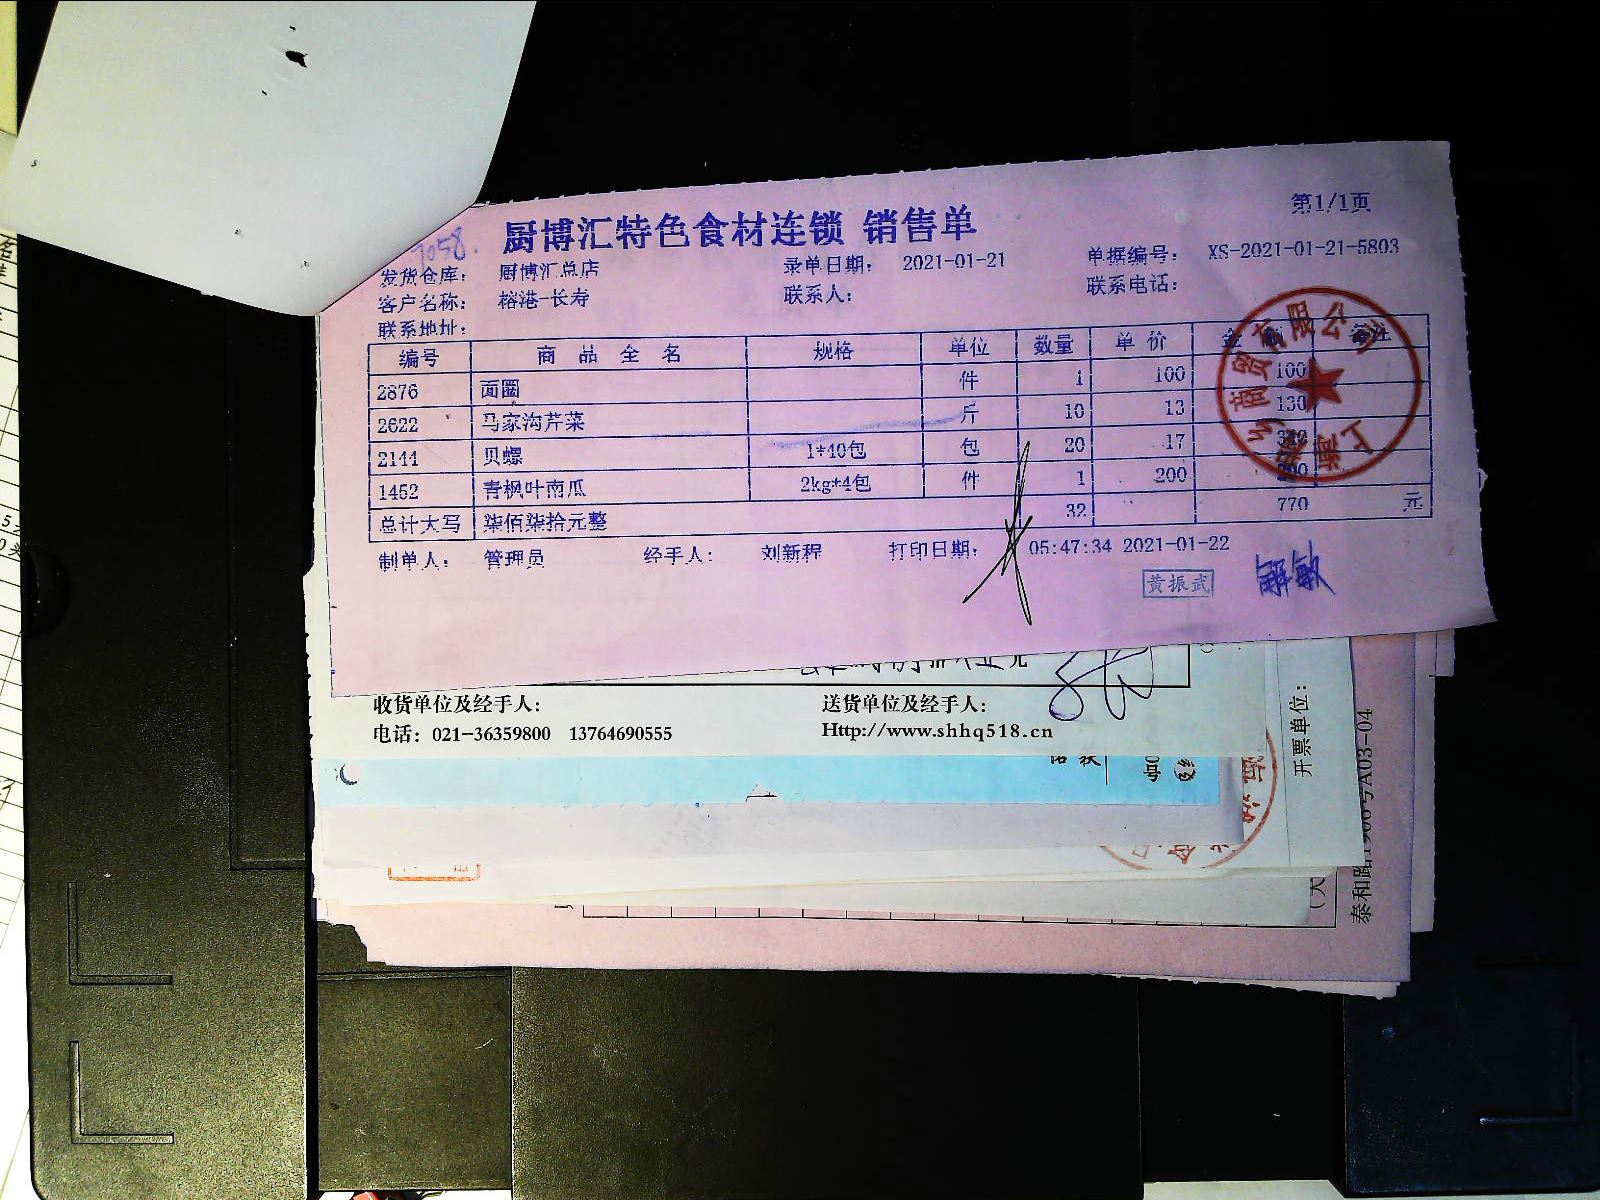 第1/1页
厨博汇特色食材连锁 销售单
7058.
发货仓库： 厨博汇总店 录单日期： 2021-01-21 单据编号： XS-2021-01-21-5803
客户名称： 榕港-长寿 联系人： 联系电话：
联系地址：
编号 商品全名 规格 单位 数量 单价 金
2876 面圈 件 1 100 100
2622 马家沟芹菜 斤 10 13 130
2144 贝螺 1*40包 包 20 17
1452 青枫叶南瓜 2kg*4包 件 1 200
总计大写 柒佰柒拾元整 32 770 元
制单人： 管理员 经手人： 刘新程 打印日期： 05:47:34 2021-01-22
黄振武 解敏
收货单位及经手人： 送货单位及经手人：
电话：021-36359800 13764690555 Http://www.shhq518.cn
开票单位：
A03-04